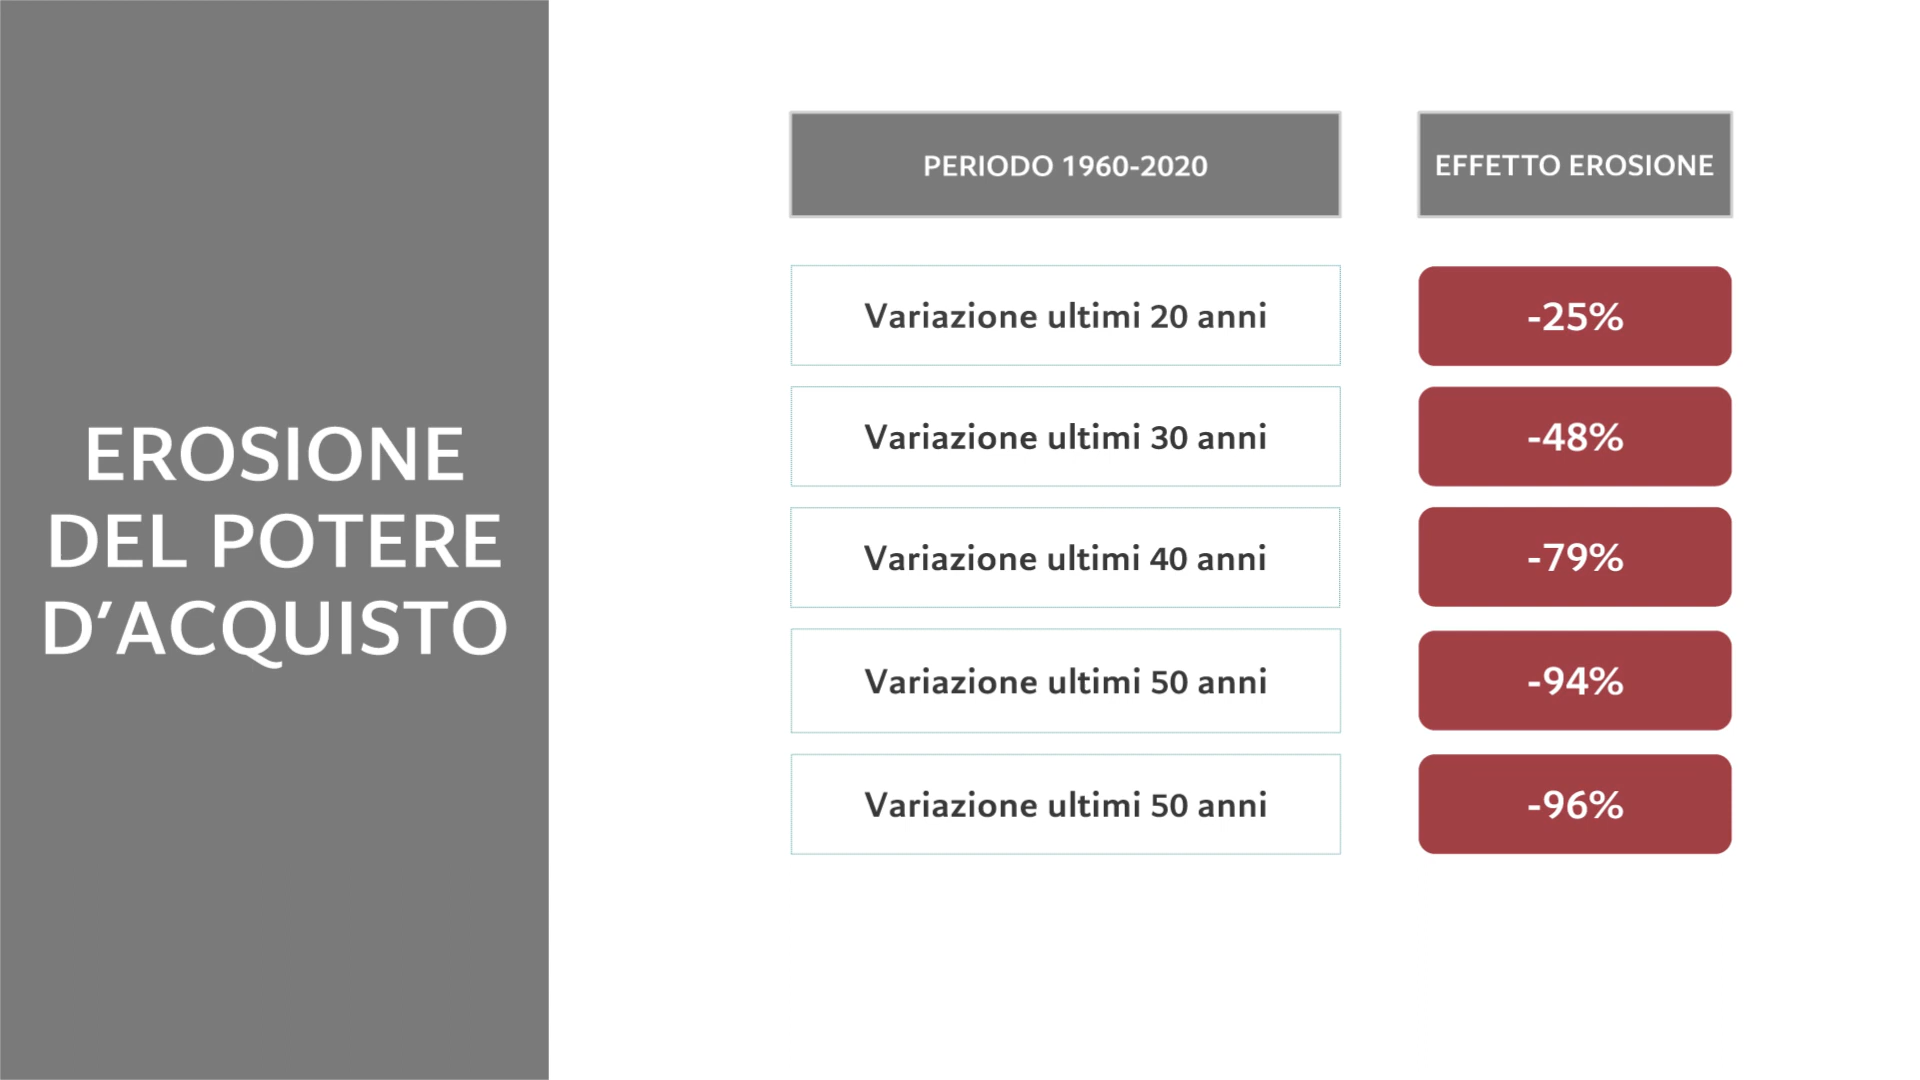 EROSIONE
DEL POTERE
D’ACQUISTO
PERIODO 1960-2020 EFFETTO EROSIONE
Variazione ultimi 20 anni -25%
Variazione ultimi 30 anni -48%
Variazione ultimi 40 anni -79%
Variazione ultimi 50 anni -94%
Variazione ultimi 50 anni -96%